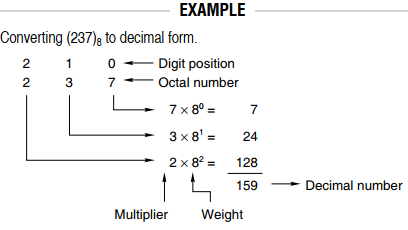 EXAMPLE
Converting (237)₈ to decimal form.
2 1 0 Digit position
2 3 7 Octal number
7 × 8⁰ = 7
3 × 8¹ = 24
2 × 8² = 128
159 Decimal number
Multiplier Weight